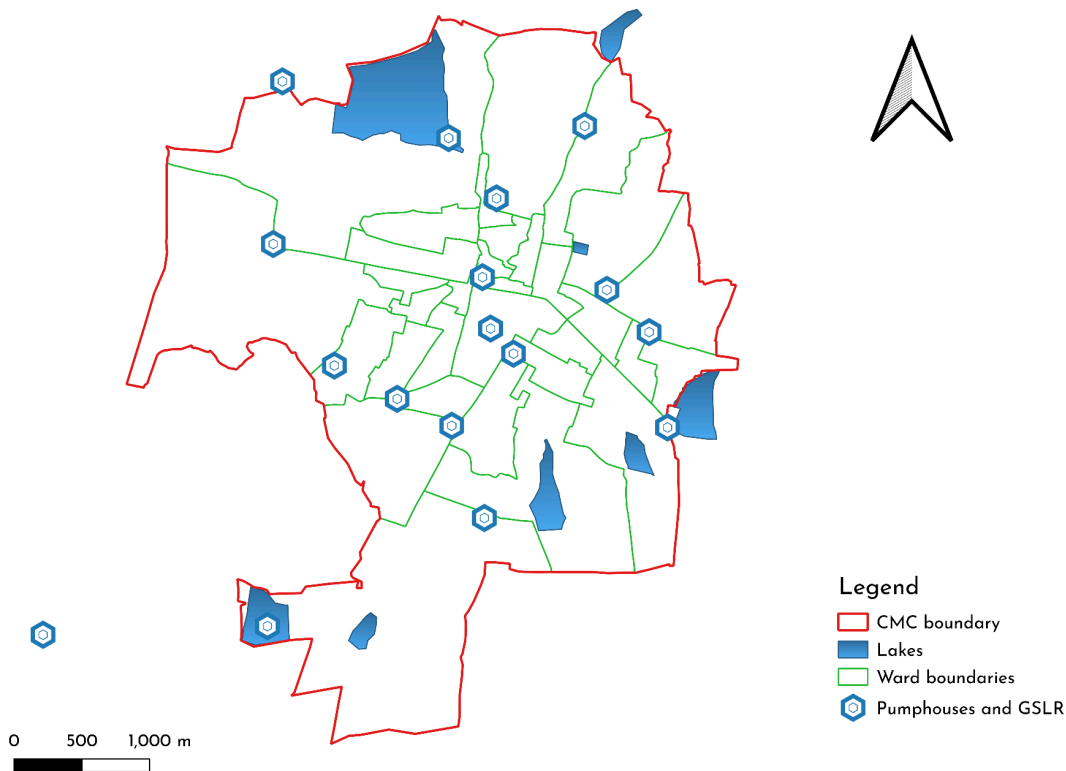 Legend
CMC boundary
Lakes
Ward boundaries
Pumphouses and GSLR
0 500 1,000 m